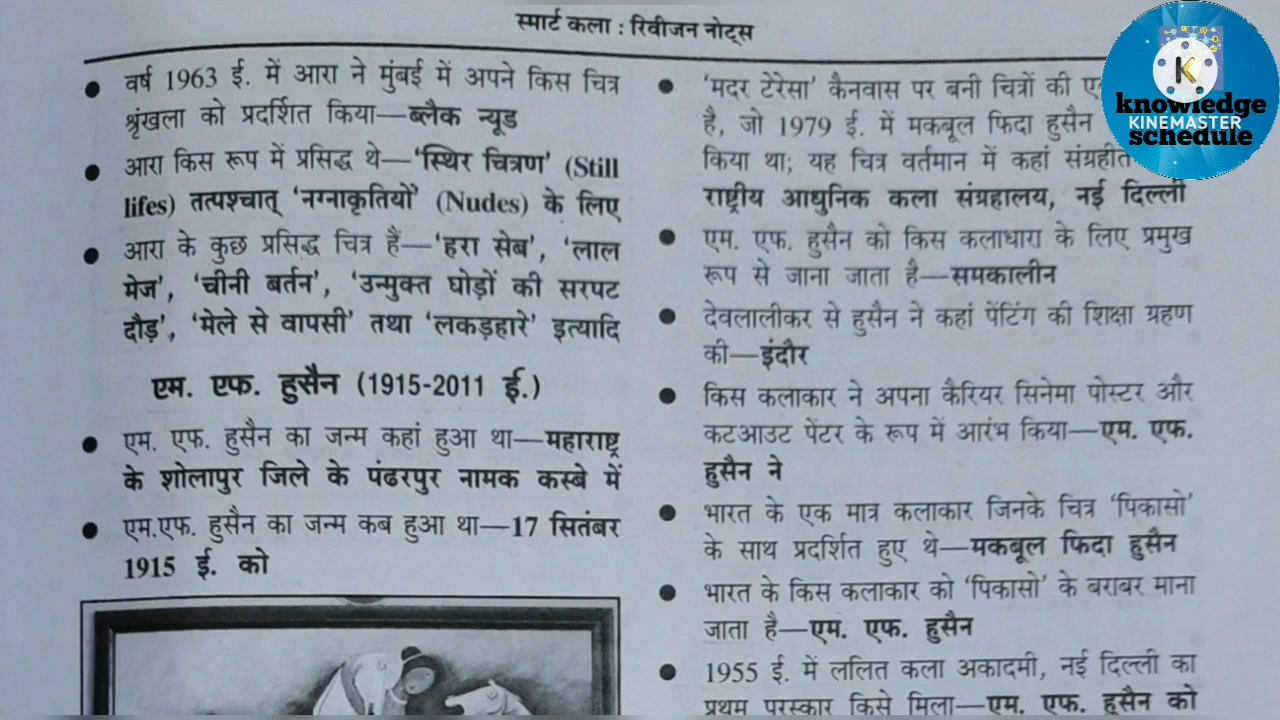 स्मार्ट कला : रिवीजन नोट्स
● वर्ष 1963 ई. में आरा ने मुंबई में अपने किस चित्र
श्रृंखला को प्रदर्शित किया—ब्लैक न्यूड
● आरा किस रूप में प्रसिद्ध थे—'स्थिर चित्रण' (Still
lifes) तत्पश्चात् 'नग्नाकृतियों' (Nudes) के लिए
● आरा के कुछ प्रसिद्ध चित्र हैं—'हरा सेब', 'लाल
मेज', 'चीनी बर्तन', 'उन्मुक्त घोड़ों की सरपट
दौड़', 'मेले से वापसी' तथा 'लकड़हारे' इत्यादि
एम. एफ. हुसैन (1915-2011 ई.)
● एम. एफ. हुसैन का जन्म कहां हुआ था—महाराष्ट्र
के शोलापुर जिले के पंढरपुर नामक कस्बे में
● एम.एफ. हुसैन का जन्म कब हुआ था—17 सितंबर
1915 ई. को
● 'मदर टेरेसा' कैनवास पर बनी चित्रों की
है, जो 1979 ई. में मकबूल फिदा हुसैन
किया था; यह चित्र वर्तमान में कहां संग्रहीत
राष्ट्रीय आधुनिक कला संग्रहालय, नई दिल्ली
● एम. एफ. हुसैन को किस कलाधारा के लिए प्रमुख
रूप से जाना जाता है—समकालीन
● देवलालीकर से हुसैन ने कहां पेंटिंग की शिक्षा ग्रहण
की—इंदौर
● किस कलाकार ने अपना कैरियर सिनेमा पोस्टर और
कटआउट पेंटर के रूप में आरंभ किया—एम. एफ.
हुसैन ने
● भारत के एक मात्र कलाकार जिनके चित्र 'पिकासो'
के साथ प्रदर्शित हुए थे—मकबूल फिदा हुसैन
● भारत के किस कलाकार को 'पिकासो' के बराबर माना
जाता है—एम. एफ. हुसैन
● 1955 ई. में ललित कला अकादमी, नई दिल्ली का
प्रथम पुरस्कार किसे मिला—एम. एफ. हुसैन को
K
knowledge
KINEMASTER
schedule